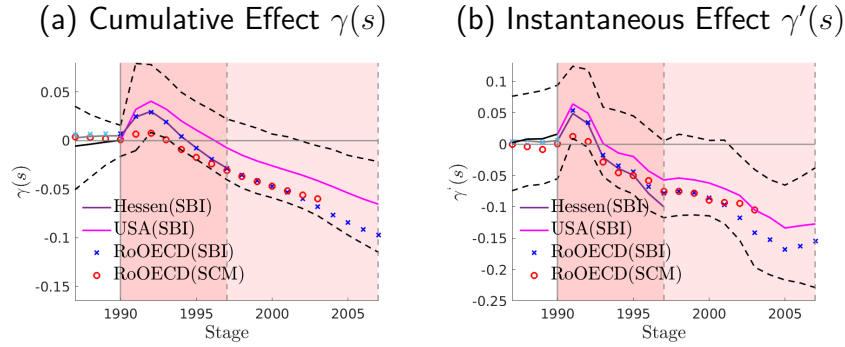 (a) Cumulative Effect γ(s)
0.05
0
-0.05
-0.1
-0.15
γ(s)
Hessen(SBI)
USA(SBI)
RoOECD(SBI)
RoOECD(SCM)
1990 1995 2000 2005
Stage
(b) Instantaneous Effect γ′(s)
0.1
0.05
0
-0.05
-0.1
-0.15
-0.2
-0.25
γ'(s)
Hessen(SBI)
USA(SBI)
RoOECD(SBI)
RoOECD(SCM)
1990 1995 2000 2005
Stage